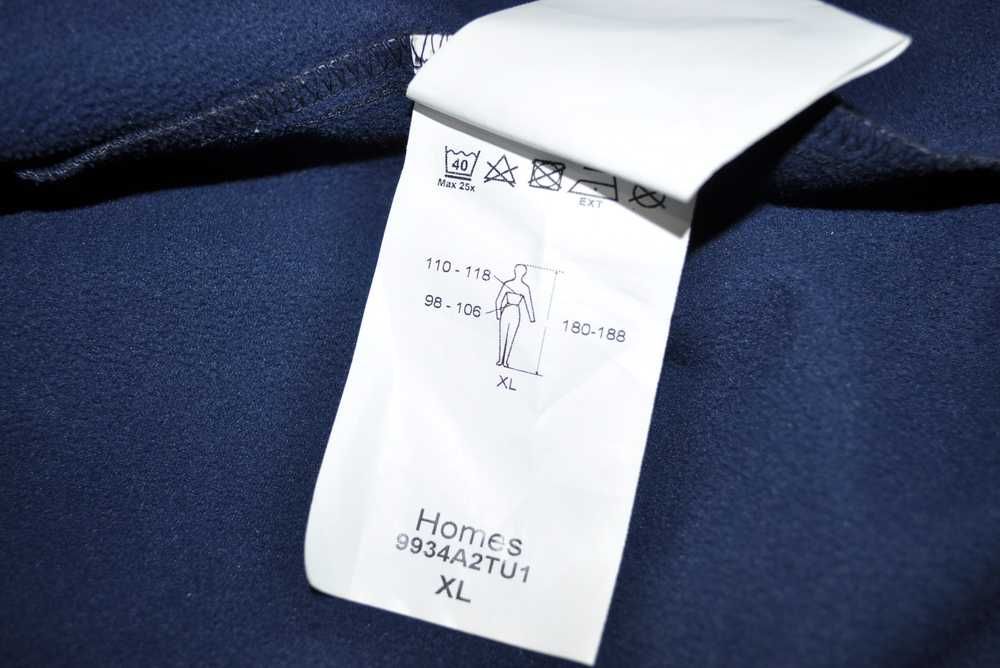 40
Max 25x
EXT
110 - 118
98 - 106
180-188
XL
Homes
9934A2TU1
XL